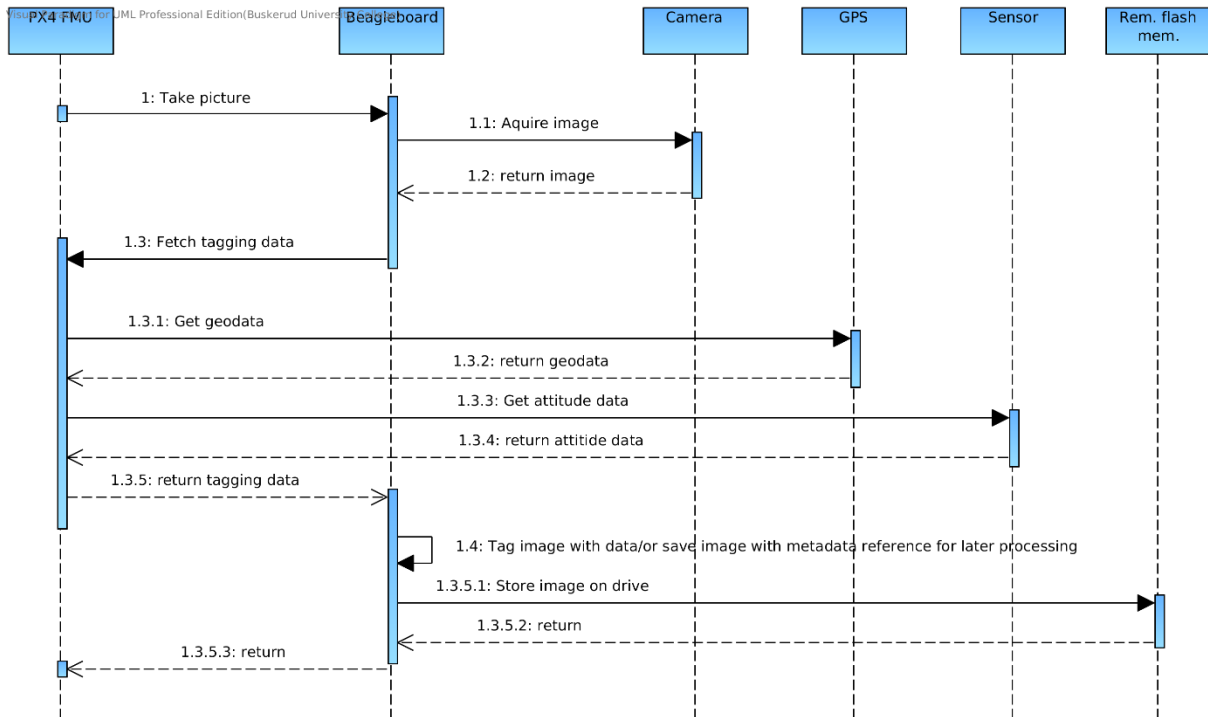 Visual Paradigm for UML Professional Edition(Buskerud University College)
PX4 FMU
Beagleboard
Camera
GPS
Sensor
Rem. flash
mem.
1: Take picture
1.1: Aquire image
1.2: return image
1.3: Fetch tagging data
1.3.1: Get geodata
1.3.2: return geodata
1.3.3: Get attitude data
1.3.4: return attitide data
1.3.5: return tagging data
1.4: Tag image with data/or save image with metadata reference for later processing
1.3.5.1: Store image on drive
1.3.5.2: return
1.3.5.3: return